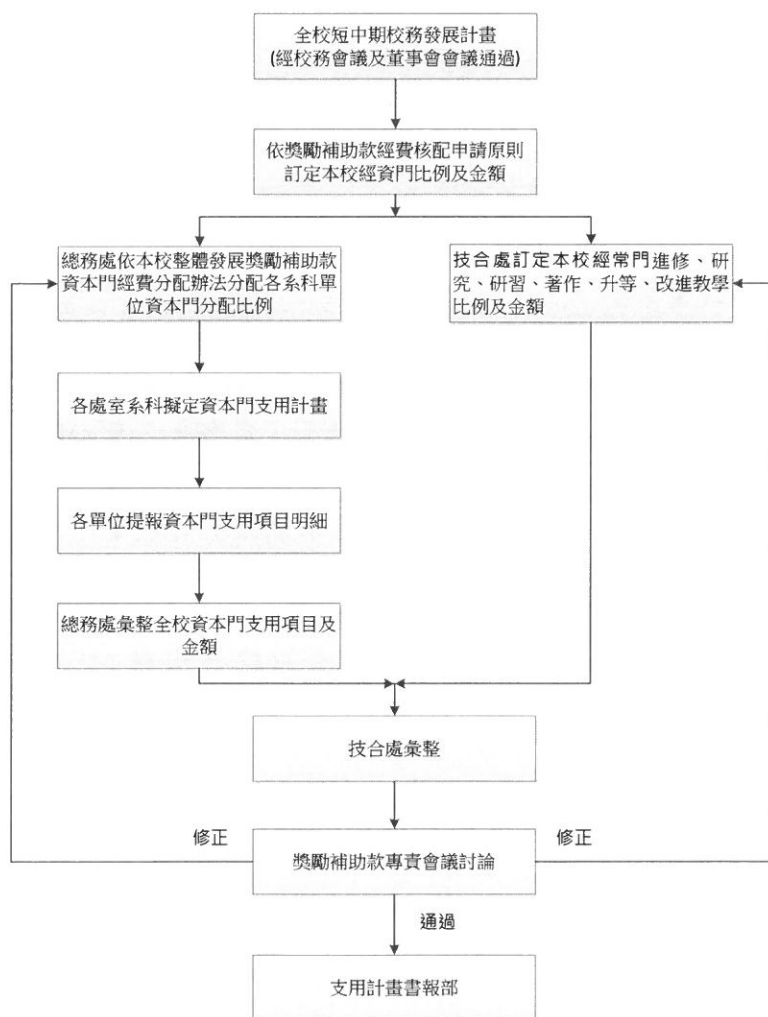 全校短中期校務發展計畫
(經校務會議及董事會會議通過)
依獎勵補助款經費核配申請原則
訂定本校經資門比例及金額
總務處依本校整體發展獎勵補助款
資本門經費分配辦法分配各系科單
位資本門分配比例
技合處訂定本校經常門進修、研
究、研習、著作、升等、改進教學
比例及金額
各處室系科擬定資本門支用計畫
各單位提報資本門支用項目明細
總務處彙整全校資本門支用項目及
金額
技合處彙整
修正
獎勵補助款專責會議討論
修正
通過
支用計畫書報部